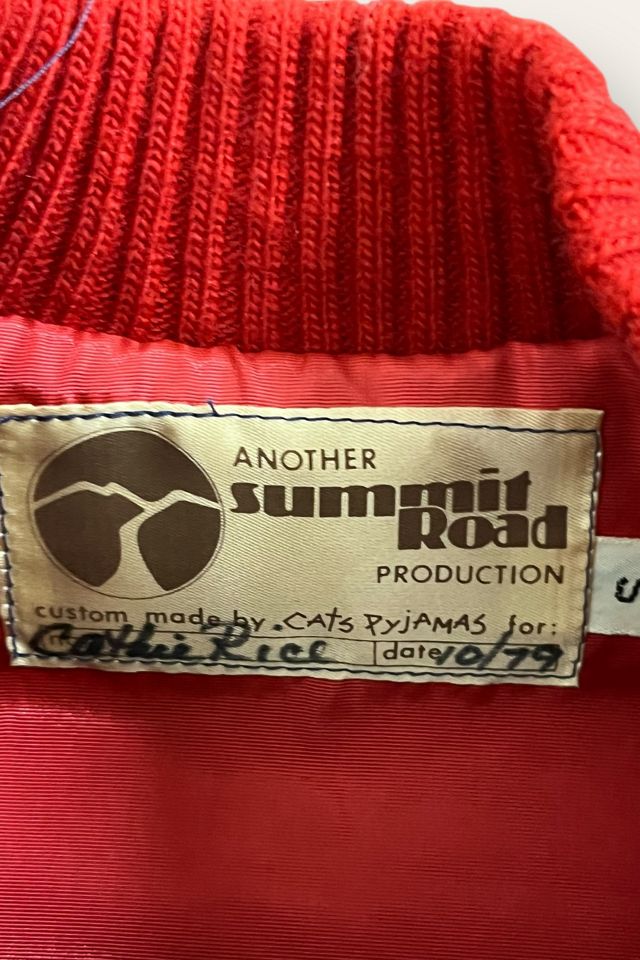 ANOTHER
summit
Road
PRODUCTION
custom made by CATS PyjAMAS for:
Cathie Rice date 10/79